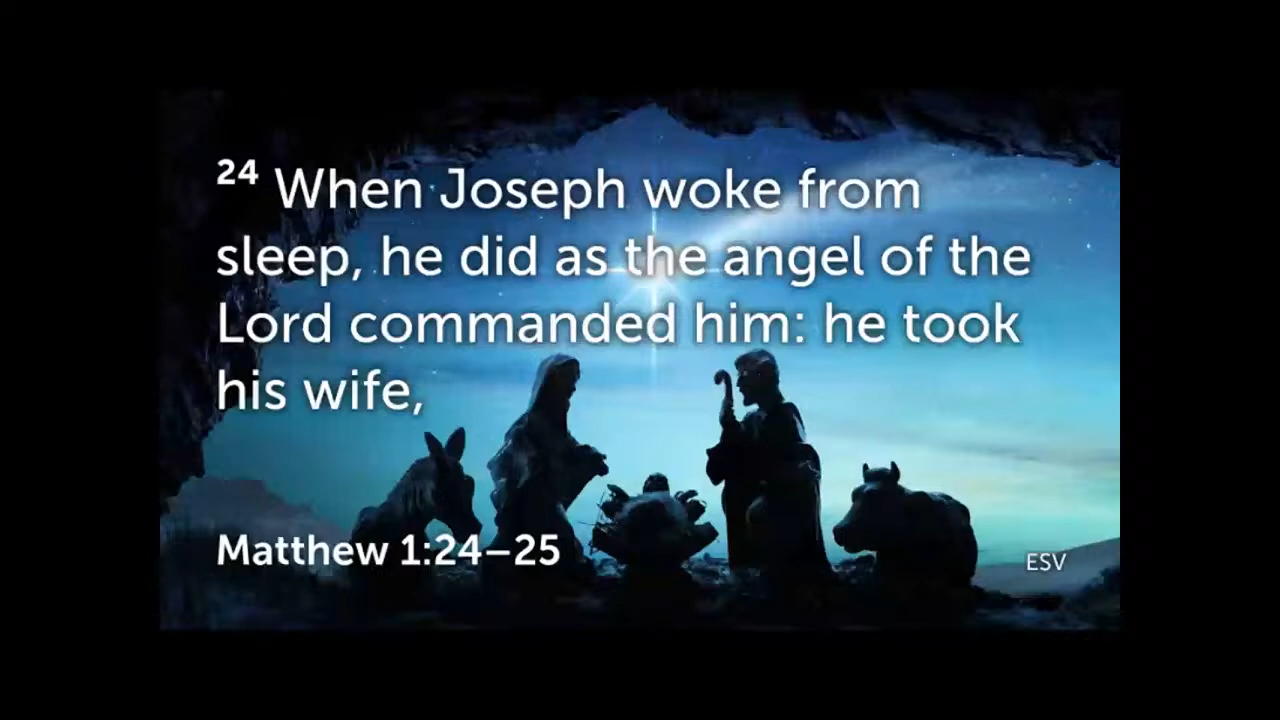 24 When Joseph woke from
sleep, he did as the angel of the
Lord commanded him: he took
his wife,
Matthew 1:24–25
ESV